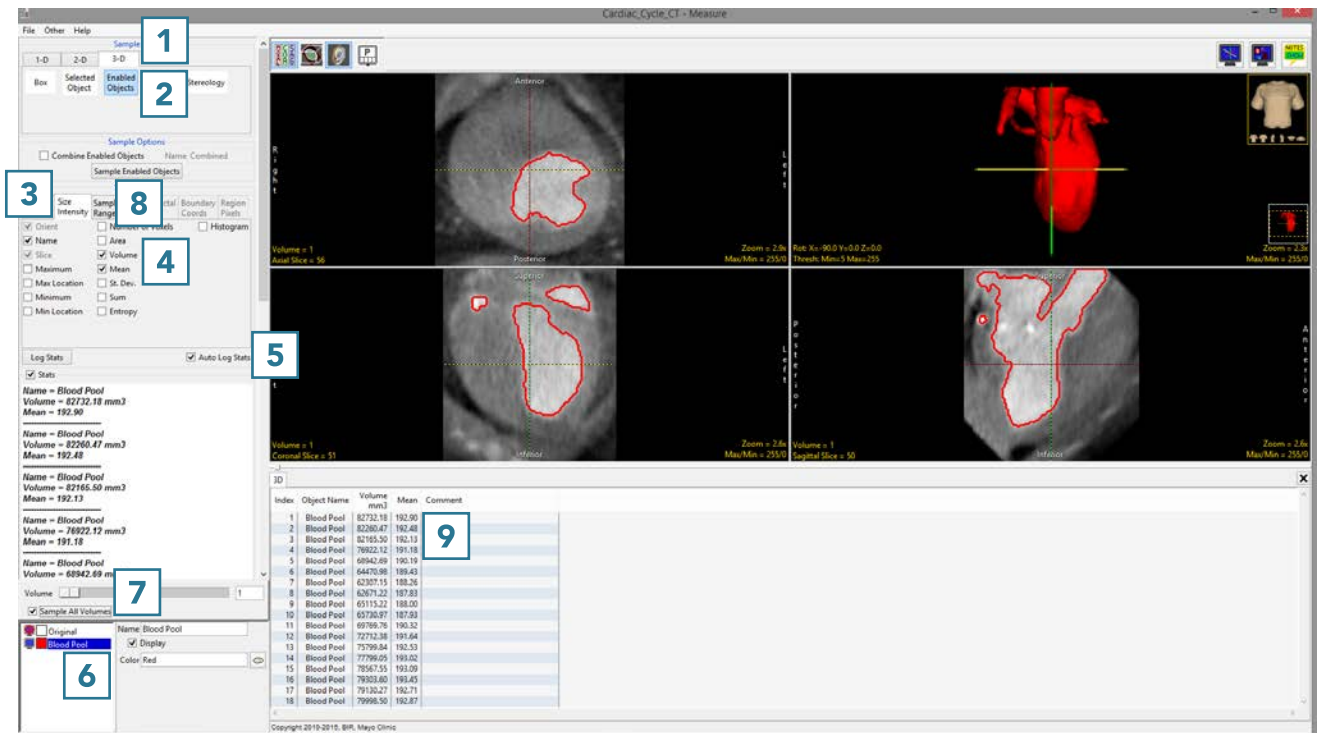 Cardiac_Cycle_CT - Measure
File Other Help
Sample
1
1-D 2-D 3-D
Box Selected Object Enabled Objects Stereology
2
Sample Options
Combine Enabled Objects Name Combined
Sample Enabled Objects
3
8
Size Intensity Boundary Coords Region Pixels
Orient Histogram
Name Area
Slice Volume
4
Maximum Mean
Max Location St. Dev.
Minimum Sum
Min Location Entropy
Log Stats Auto Log Stats
5
Stats
Name = Blood Pool
Volume = 82732.18 mm3
Mean = 192.90
Name = Blood Pool
Volume = 82260.47 mm3
Mean = 192.48
Name = Blood Pool
Volume = 82165.50 mm3
Mean = 192.13
Name = Blood Pool
Volume = 76922.12 mm3
Mean = 191.18
Name = Blood Pool
Volume = 68942.69
Volume 1
7
Sample All Volumes
Original
Blood Pool
6
Name Blood Pool
Display
Color Red
P
NOTES
Anterior
Right
Left
Volume = 1
Axial Slice = 56
Posterior
Zoom = 2.9x
Max/Min = 255/0
Rot: X=-90.0 Y=0.0 Z=0.0
Thresh: Min=5 Max=255
Zoom = 2.3x
Max/Min = 255/0
Superior
Left
Volume = 1
Coronal Slice = 51
Inferior
Zoom = 2.6x
Max/Min = 255/0
Superior
Posterior
Anterior
Volume = 1
Sagittal Slice = 50
Inferior
Zoom = 2.6x
Max/Min = 255/0
3D
Index Object Name Volume mm3 Mean Comment
9
1 Blood Pool 82732.18 192.90
2 Blood Pool 82260.47 192.48
3 Blood Pool 82165.50 192.13
4 Blood Pool 76922.12 191.18
5 Blood Pool 68942.69 190.19
6 Blood Pool 64470.98 189.43
7 Blood Pool 62307.15 188.26
8 Blood Pool 62671.22 187.83
9 Blood Pool 65115.22 188.00
10 Blood Pool 65730.97 187.93
11 Blood Pool 69769.76 190.32
12 Blood Pool 72712.38 191.64
13 Blood Pool 75799.84 192.53
14 Blood Pool 77799.05 193.02
15 Blood Pool 78567.55 193.09
16 Blood Pool 79303.60 193.45
17 Blood Pool 79130.27 192.71
18 Blood Pool 79998.50 192.87
Copyright 2010-2015, BIR, Mayo Clinic